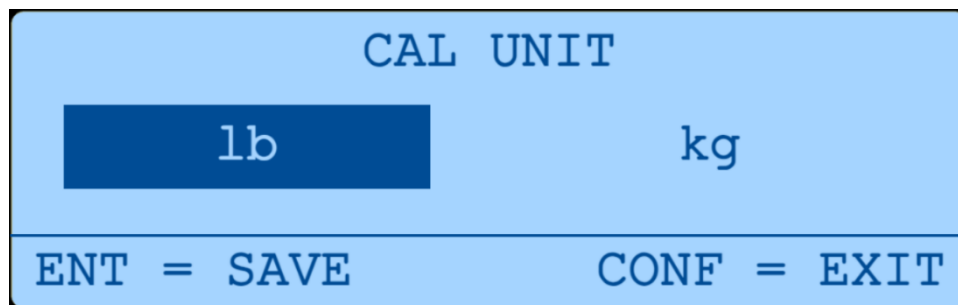 CAL UNIT
lb kg
ENT = SAVE CONF = EXIT